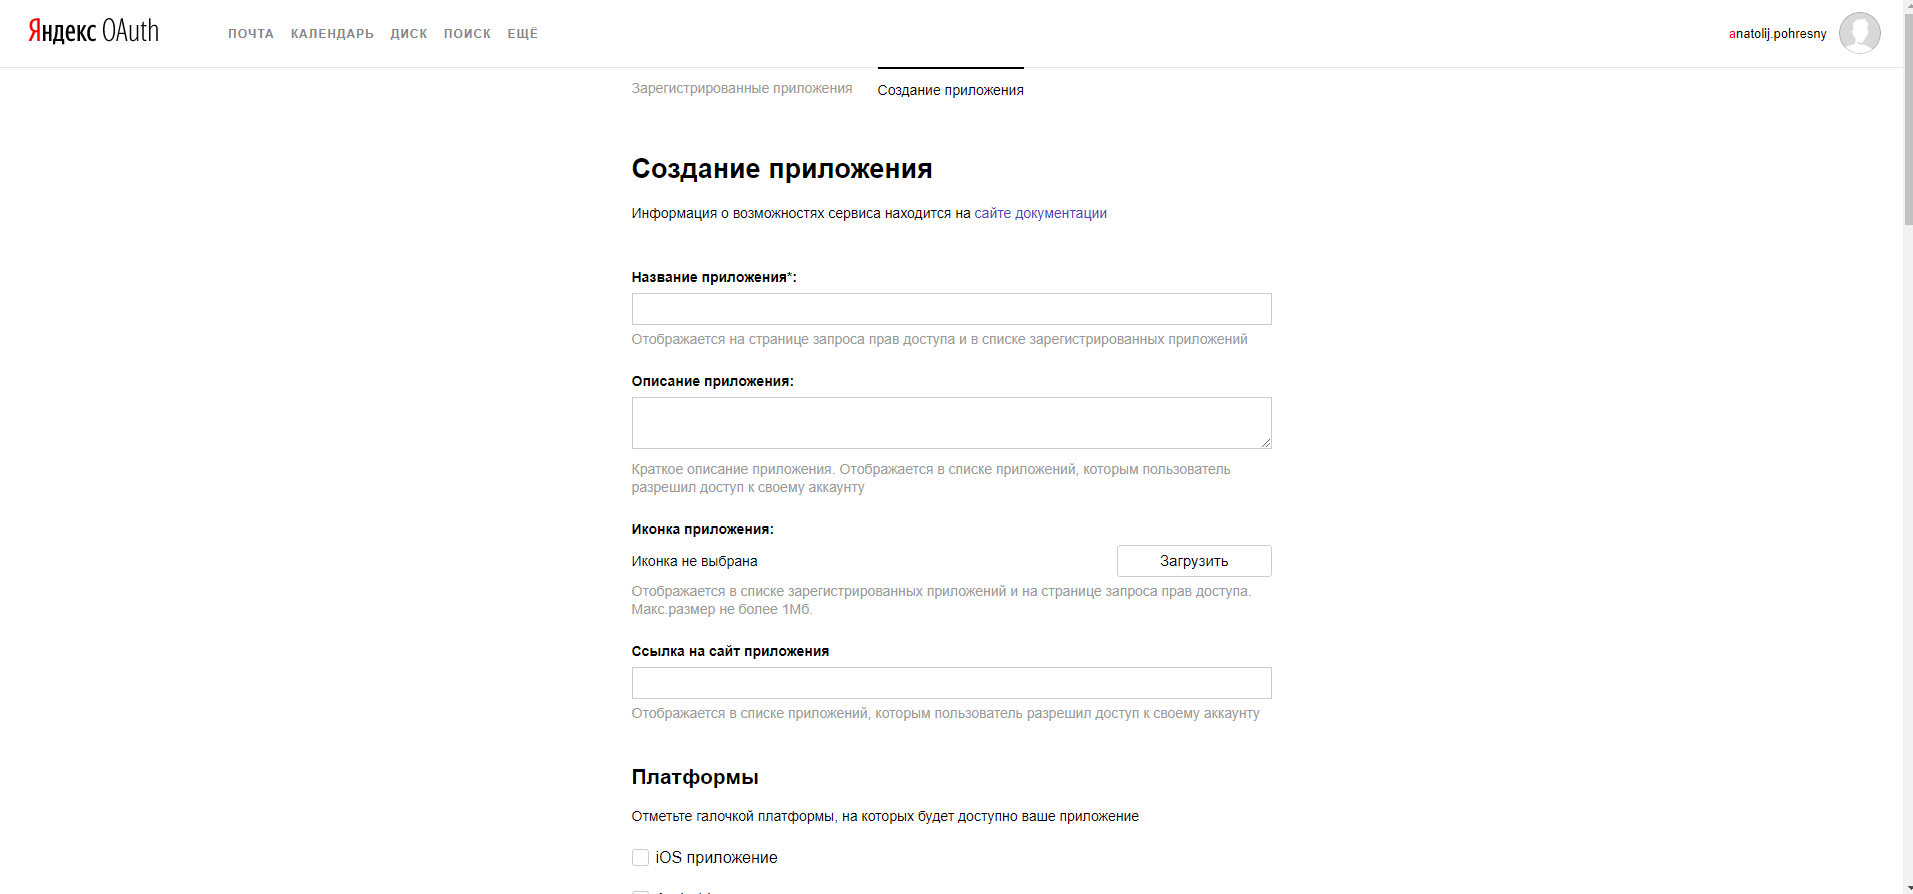 Яндекс OAuth
ПОЧТА КАЛЕНДАРЬ ДИСК ПОИСК ЕЩЁ
anatolij.pohresny
Зарегистрированные приложения Создание приложения
Создание приложения
Информация о возможностях сервиса находится на сайте документации
Название приложения*:
Отображается на странице запроса прав доступа и в списке зарегистрированных приложений
Описание приложения:
Краткое описание приложения. Отображается в списке приложений, которым пользователь
разрешил доступ к своему аккаунту
Иконка приложения:
Иконка не выбрана Загрузить
Отображается в списке зарегистрированных приложений и на странице запроса прав доступа.
Макс.размер не более 1Мб.
Ссылка на сайт приложения
Отображается в списке приложений, которым пользователь разрешил доступ к своему аккаунту
Платформы
Отметьте галочкой платформы, на которых будет доступно ваше приложение
iOS приложение